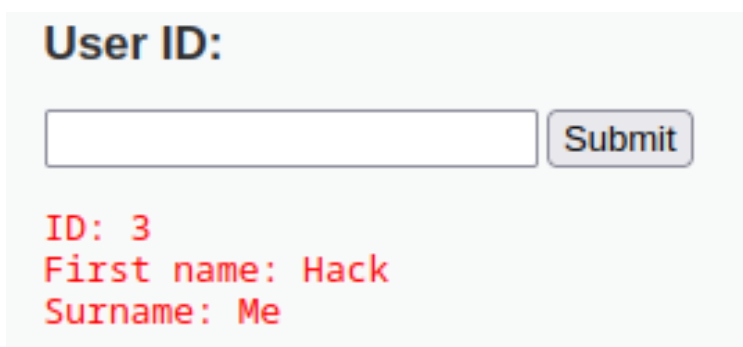 User ID:
Submit
ID: 3
First name: Hack
Surname: Me